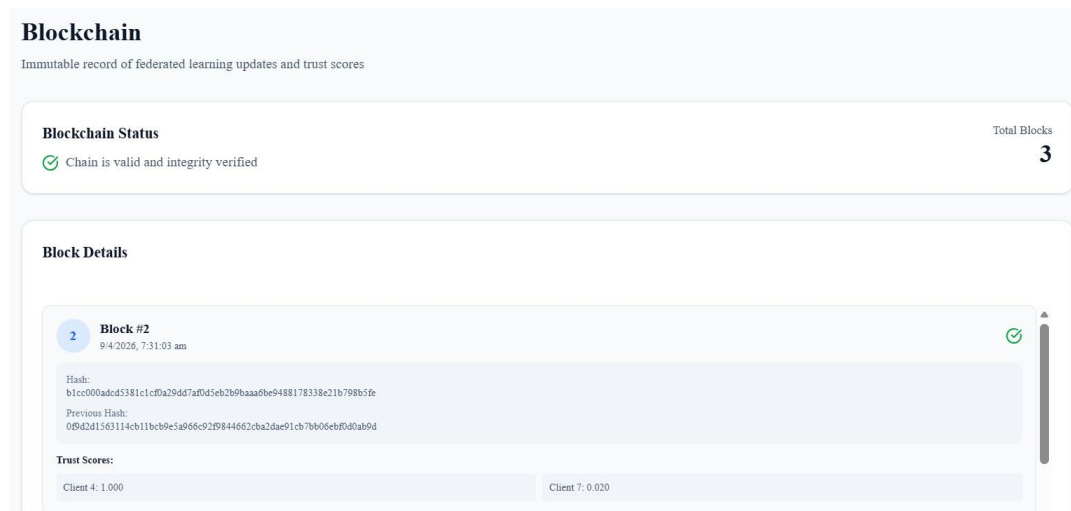 Blockchain
Immutable record of federated learning updates and trust scores
Blockchain Status
Chain is valid and integrity verified
Total Blocks
3
Block Details
2
Block #2
9/4/2026, 7:31:03 am
Hash:
b1cc000adcd5381c1cf0a29dd7af0d5eb2b9baaa6be9488178338e21b798b5fe
Previous Hash:
0f9d2d1563114cb11bcb9e5a966c92f9844662cba2dae91cb7bb06ebf0d0ab9d
Trust Scores:
Client 4: 1.000
Client 7: 0.020